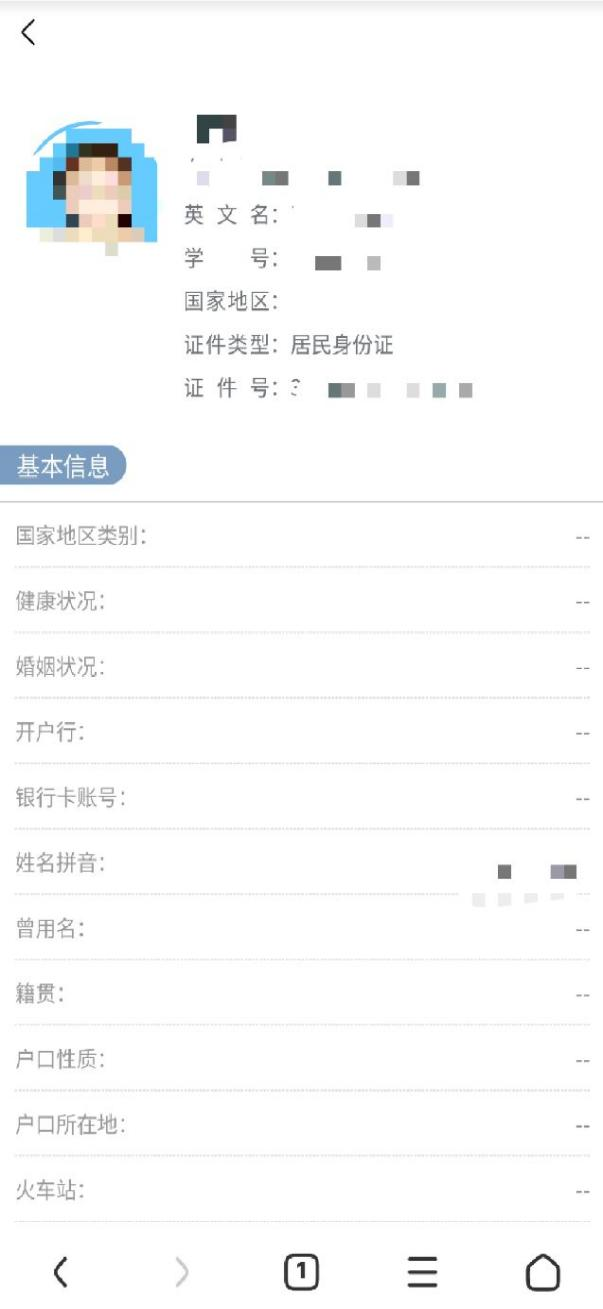 英文名：
学号：
国家地区：
证件类型：居民身份证
证件号：3
基本信息
国家地区类别： --
健康状况： --
婚姻状况： --
开户行： --
银行卡账号： --
姓名拼音：
曾用名： --
籍贯： --
户口性质： --
户口所在地： --
火车站： --
1